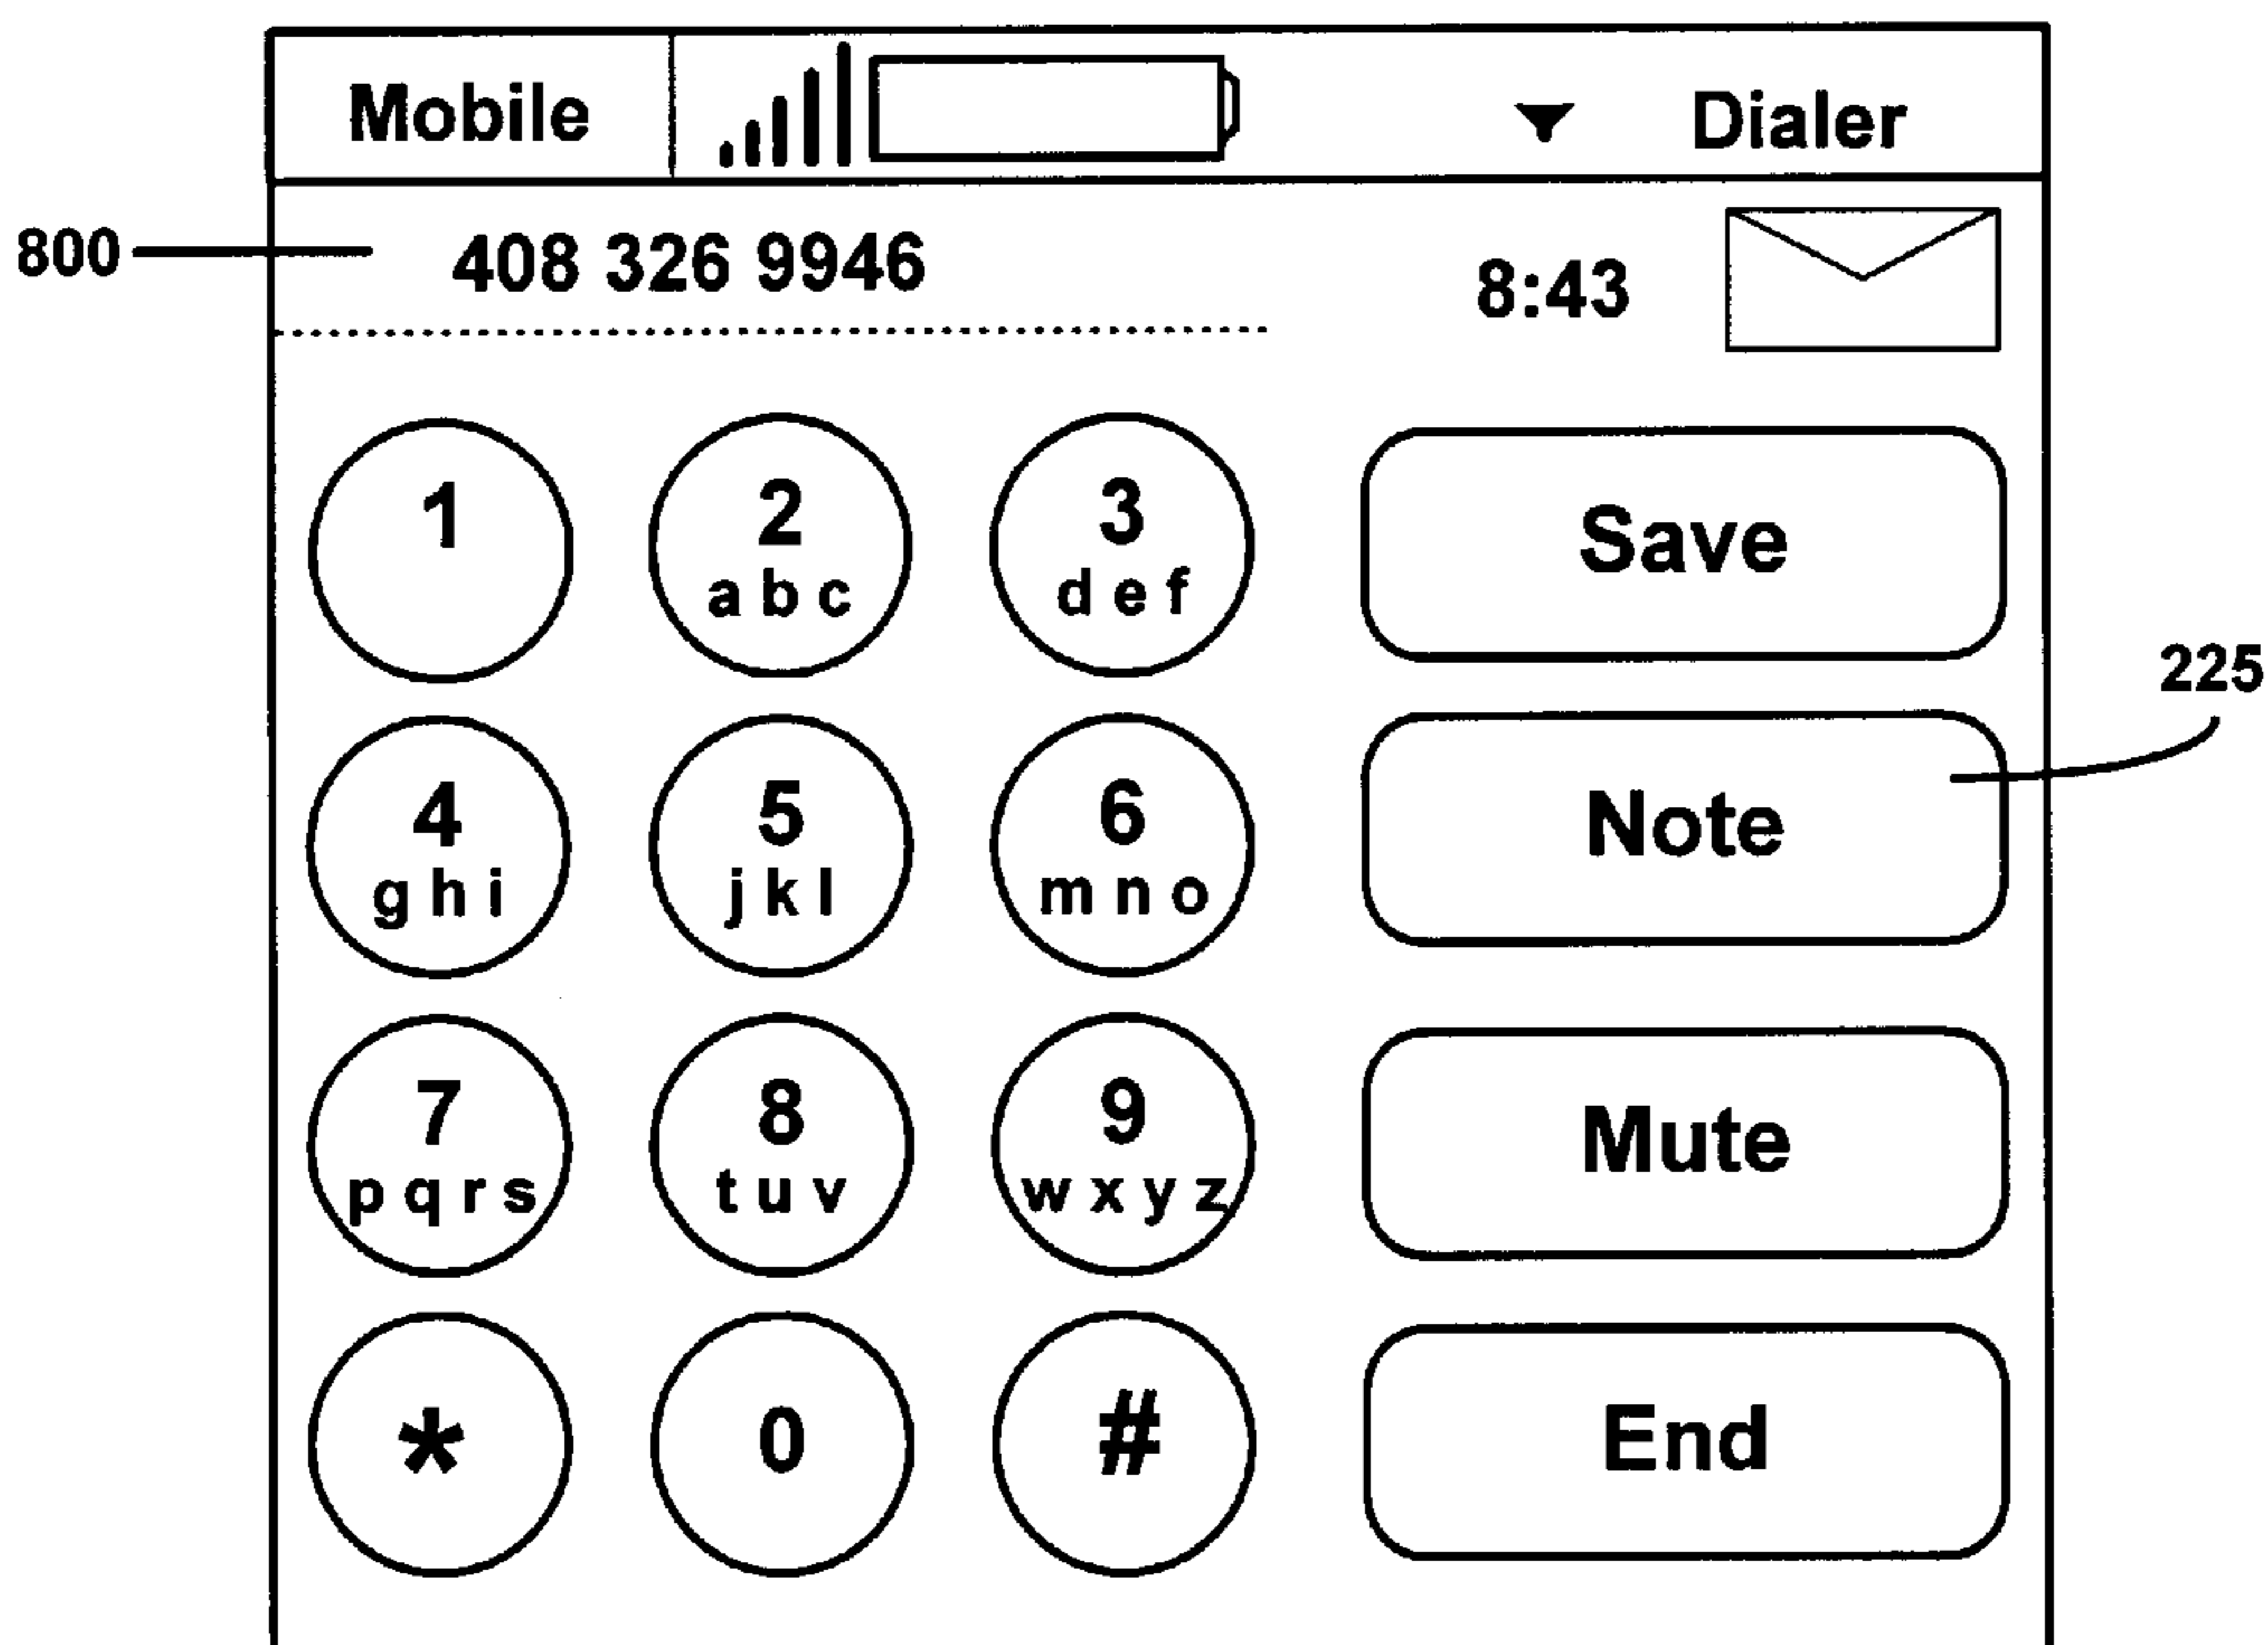 Mobile Dialer
800 408 326 9946 8:43
1 2 3 Save
a b c d e f
225
4 5 6 Note
g h i j k l m n o
7 8 9 Mute
p q r s t u v w x y z
* 0 # End